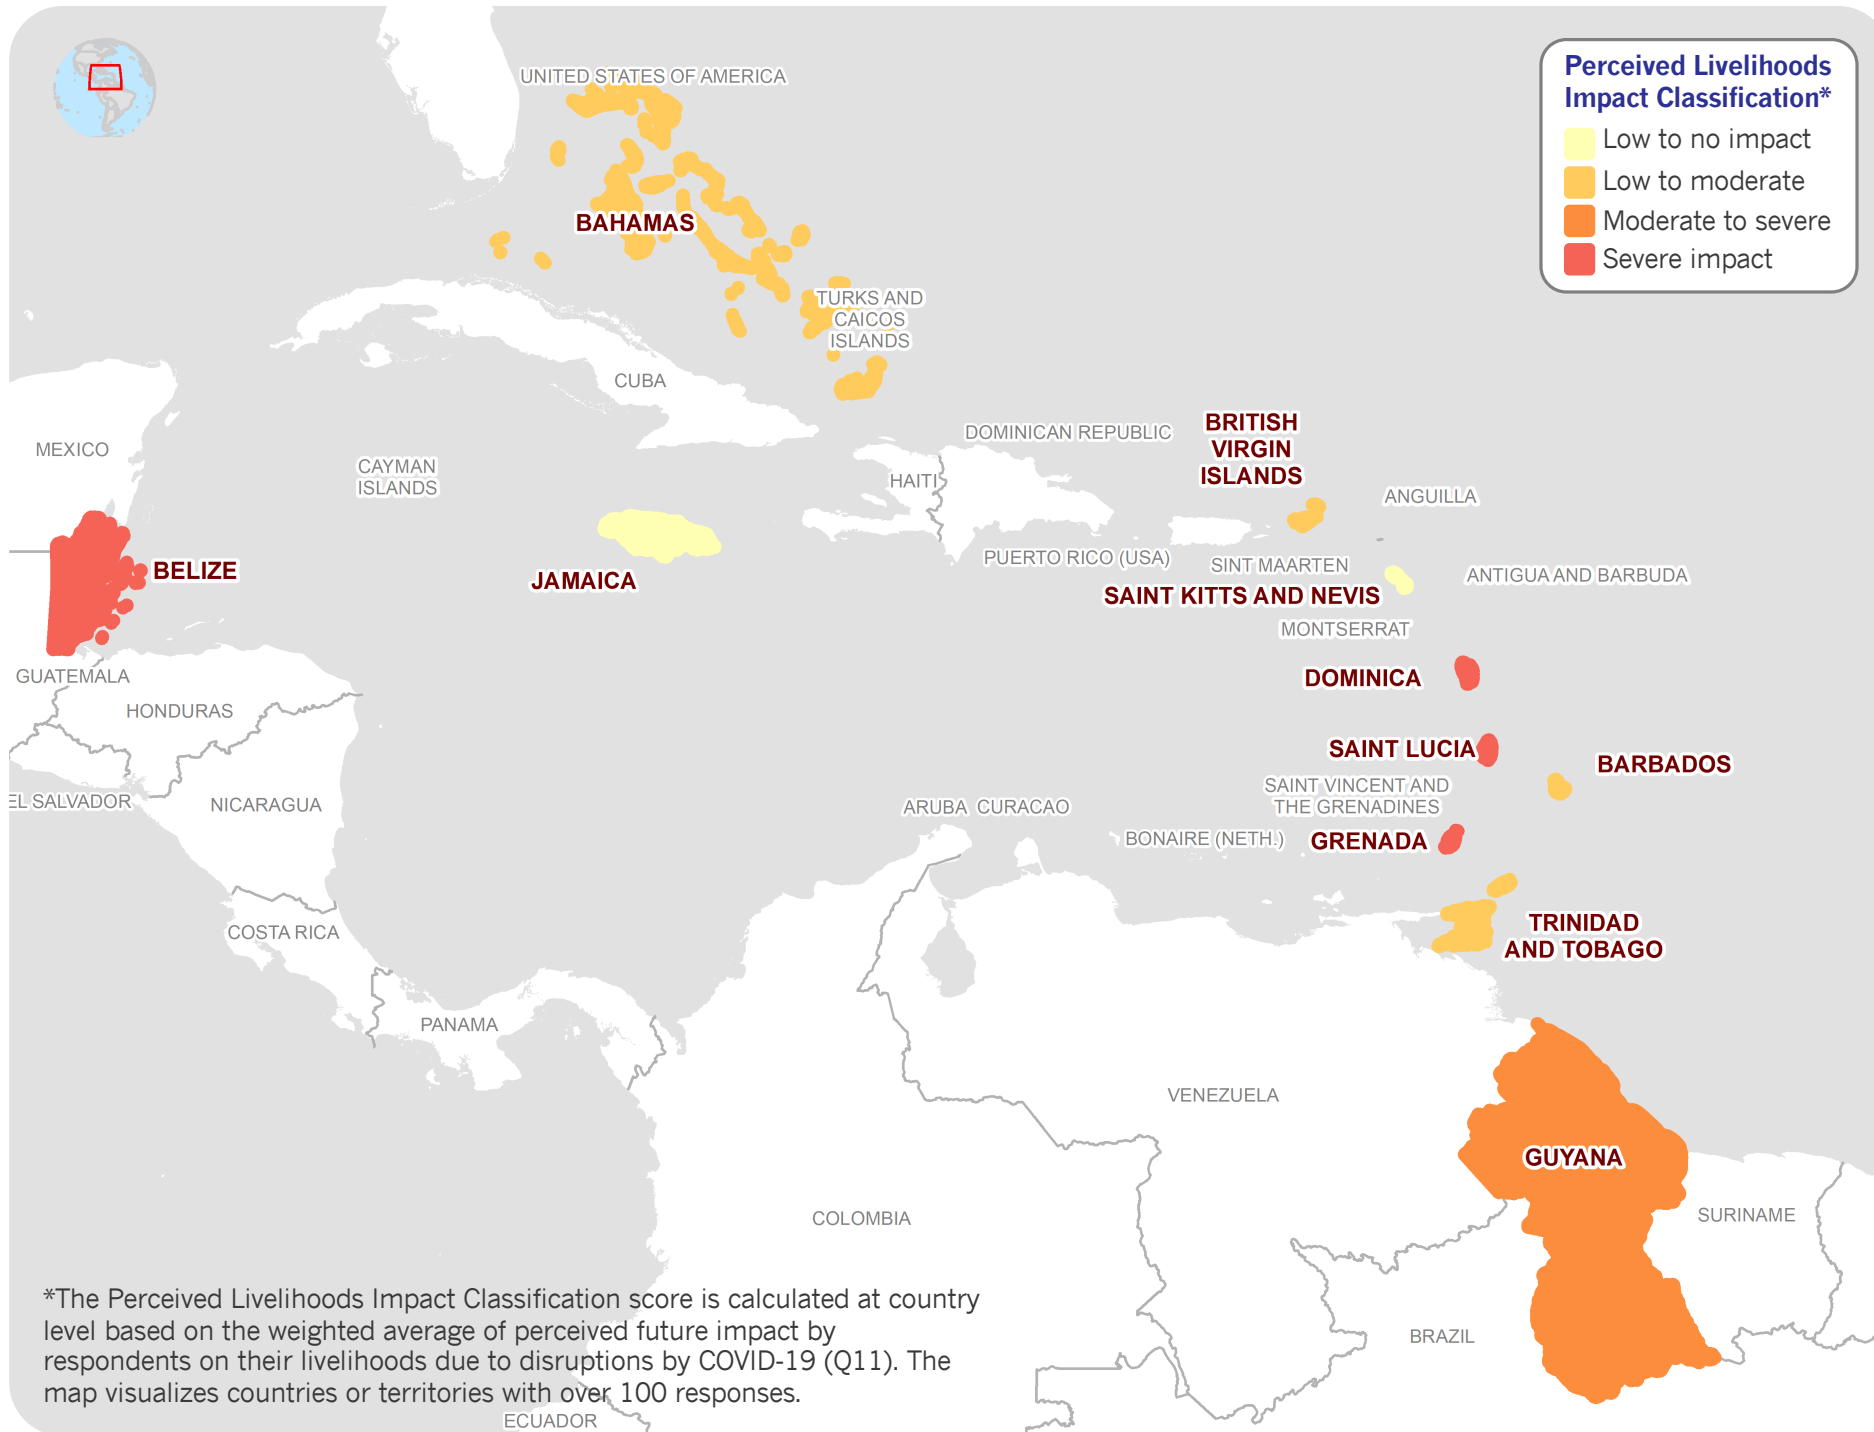 UNITED STATES OF AMERICA
Perceived Livelihoods
Impact Classification*
Low to no impact
Low to moderate
Moderate to severe
Severe impact
BAHAMAS
TURKS AND
CAICOS
ISLANDS
CUBA
MEXICO
CAYMAN
ISLANDS
DOMINICAN REPUBLIC
HAITI
BRITISH
VIRGIN
ISLANDS
ANGUILLA
BELIZE
JAMAICA
PUERTO RICO (USA)
SINT MAARTEN
ANTIGUA AND BARBUDA
SAINT KITTS AND NEVIS
MONTSERRAT
GUATEMALA
DOMINICA
HONDURAS
SAINT LUCIA
BARBADOS
EL SALVADOR
NICARAGUA
ARUBA
CURACAO
SAINT VINCENT AND
THE GRENADINES
BONAIRE (NETH.)
GRENADA
COSTA RICA
TRINIDAD
AND TOBAGO
PANAMA
VENEZUELA
GUYANA
COLOMBIA
SURINAME
BRAZIL
*The Perceived Livelihoods Impact Classification score is calculated at country
level based on the weighted average of perceived future impact by
respondents on their livelihoods due to disruptions by COVID-19 (Q11). The
map visualizes countries or territories with over 100 responses.
ECUADOR